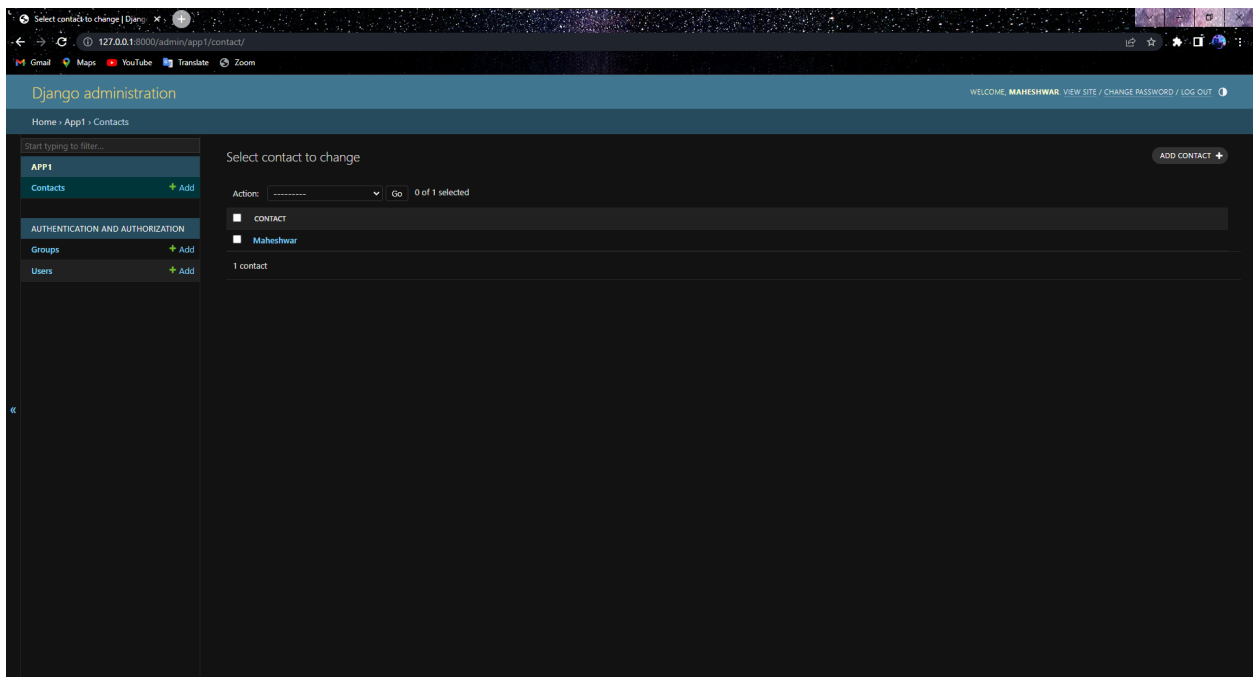 Select contact to change | Djang
127.0.0.1:8000/admin/app1/contact/
Gmail Maps YouTube Translate Zoom
Django administration
WELCOME, MAHESHWAR. VIEW SITE / CHANGE PASSWORD / LOG OUT
Home › App1 › Contacts
Start typing to filter...
APP1
Contacts + Add
AUTHENTICATION AND AUTHORIZATION
Groups + Add
Users + Add
Select contact to change
ADD CONTACT +
Action: --------- Go 0 of 1 selected
CONTACT
Maheshwar
1 contact